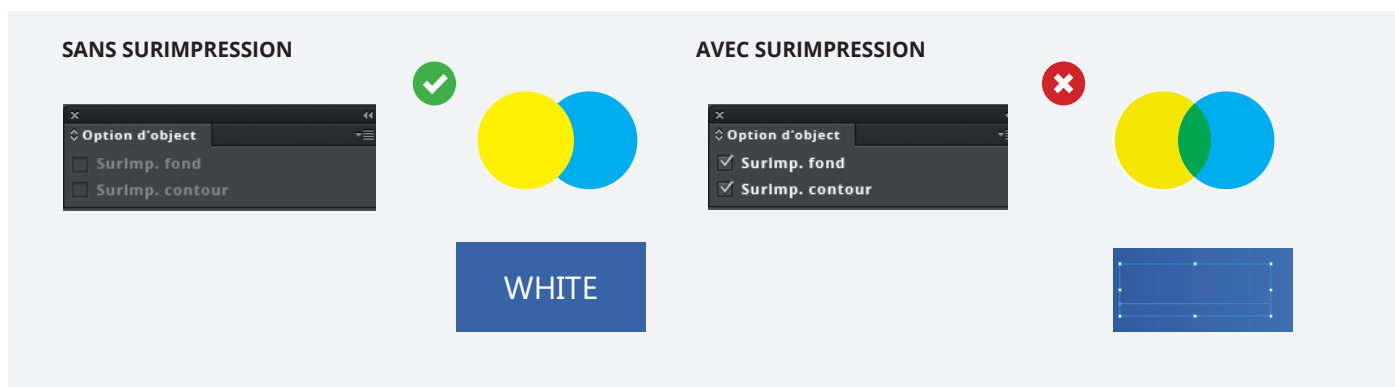 SANS SURIMPRESSION
Option d'object
SurImp. fond
SurImp. contour
WHITE
AVEC SURIMPRESSION
Option d'object
SurImp. fond
SurImp. contour